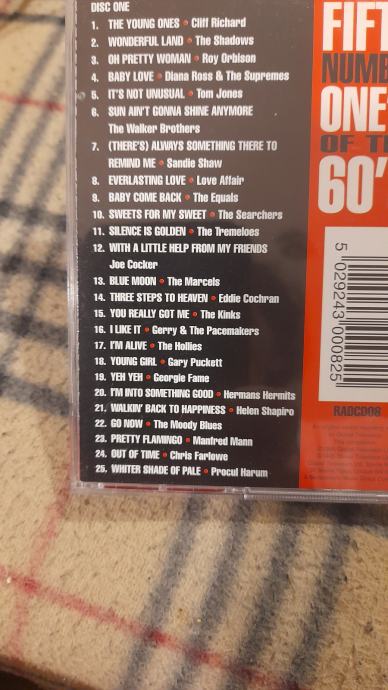 DISC ONE
1. THE YOUNG ONES • Cliff Richard
2. WONDERFUL LAND • The Shadows
3. OH PRETTY WOMAN • Roy Orbison
4. BABY LOVE • Diana Ross & The Supremes
5. IT'S NOT UNUSUAL • Tom Jones
6. SUN AIN'T GONNA SHINE ANYMORE
The Walker Brothers
7. (THERE'S) ALWAYS SOMETHING THERE TO
REMIND ME • Sandie Shaw
8. EVERLASTING LOVE • Love Affair
9. BABY COME BACK • The Equals
10. SWEETS FOR MY SWEET • The Searchers
11. SILENCE IS GOLDEN • The Tremeloes
12. WITH A LITTLE HELP FROM MY FRIENDS
Joe Cocker
13. BLUE MOON • The Marcels
14. THREE STEPS TO HEAVEN • Eddie Cochran
15. YOU REALLY GOT ME • The Kinks
16. I LIKE IT • Gerry & The Pacemakers
17. I'M ALIVE • The Hollies
18. YOUNG GIRL • Gary Puckett
19. YEH YEH • Georgie Fame
20. I'M INTO SOMETHING GOOD • Hermans Hermits
21. WALKIN' BACK TO HAPPINESS • Helen Shapiro
22. GO NOW • The Moody Blues
23. PRETTY FLAMINGO • Manfred Mann
24. OUT OF TIME • Chris Farlowe
25. WHITER SHADE OF PALE • Procul Harum
FIFT
NUMB
ONE
OF T
60'
5 029243 000825
RADCD08